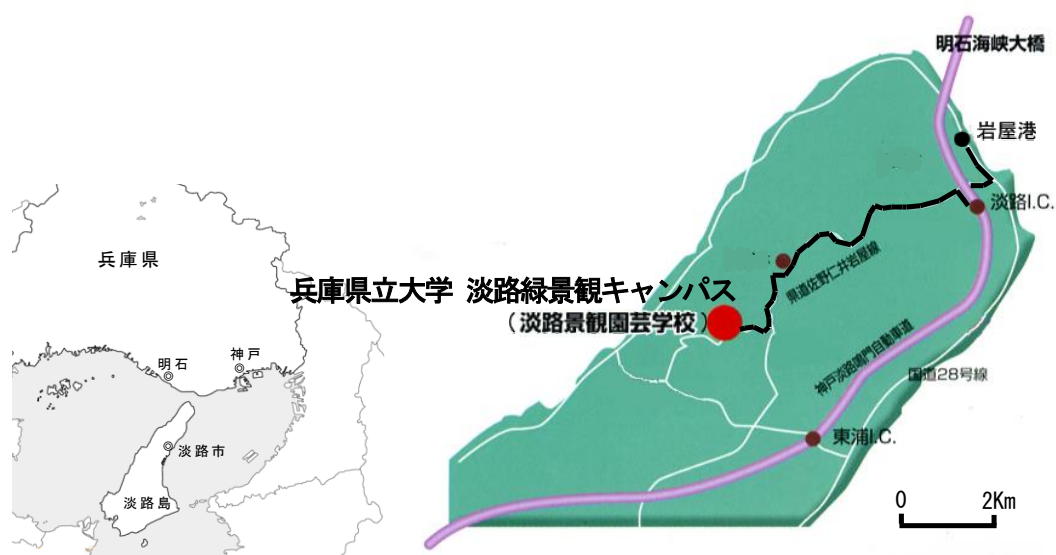 明石海峡大橋
岩屋港
淡路I.C.
兵庫県
県道佐野仁井岩屋線
兵庫県立大学 淡路緑景観キャンパス
（淡路景観園芸学校）
神戸淡路鳴門自動車道
国道28号線
明石
神戸
淡路市
東浦I.C.
淡路島
0 2Km